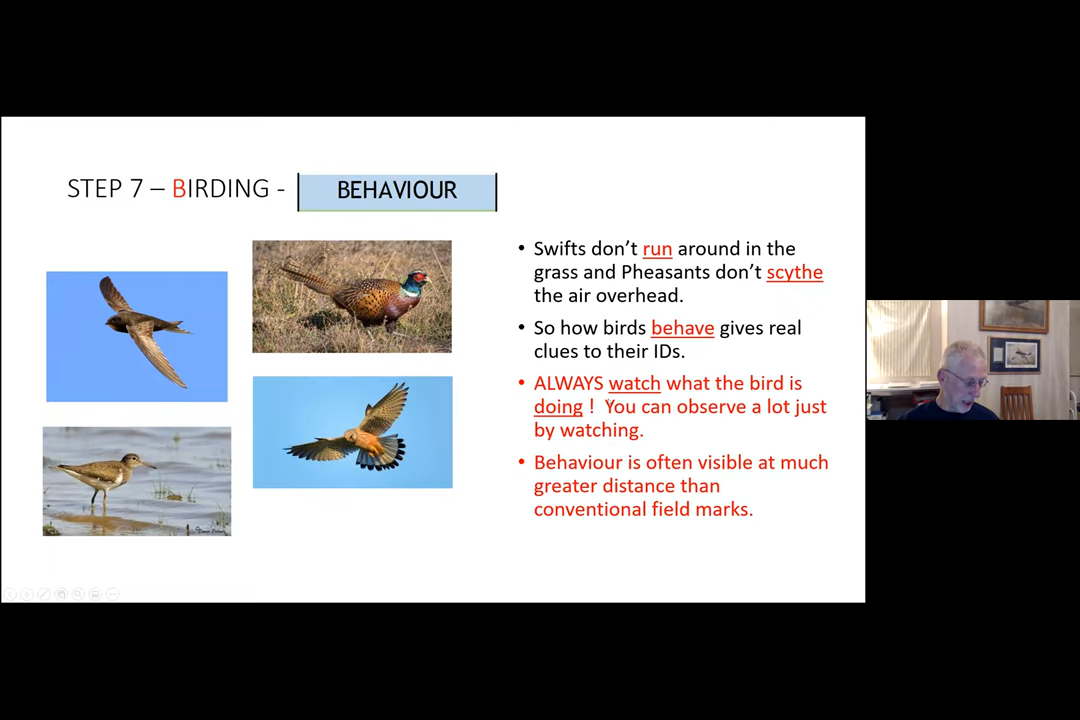 STEP 7 – BIRDING - BEHAVIOUR
• Swifts don't run around in the
grass and Pheasants don't scythe
the air overhead.
• So how birds behave gives real
clues to their IDs.
• ALWAYS watch what the bird is
doing ! You can observe a lot just
by watching.
• Behaviour is often visible at much
greater distance than
conventional field marks.